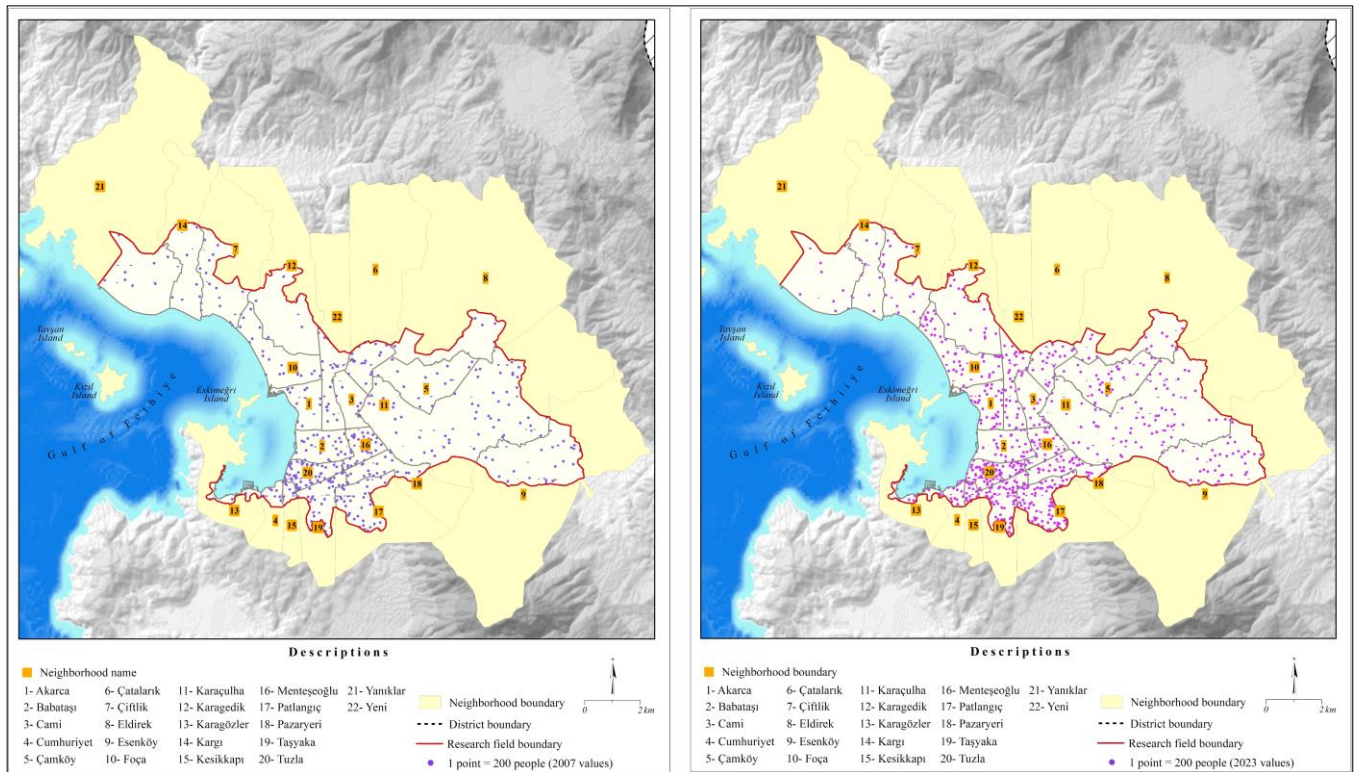 21
14
7
12
6
8
22
Tavşan
Island
Kızıl
Island
Eskimeğri
Island
Gulf of Fethiye
10
5
1
3
11
2
16
20
18
13
4
15
19
17
9
Descriptions
Neighborhood name
1- Akarca 6- Çatalarık 11- Karaçulha 16- Menteşeoğlu 21- Yanıklar
2- Babataşı 7- Çiftlik 12- Karagedik 17- Patlangıç 22- Yeni
3- Cami 8- Eldirek 13- Karagözler 18- Pazaryeri
4- Cumhuriyet 9- Esenköy 14- Kargı 19- Taşyaka
5- Çamköy 10- Foça 15- Kesikkapı 20- Tuzla
Neighborhood boundary
District boundary
Research field boundary
1 point = 200 people (2007 values)
0 2 km
21
14
7
12
6
8
22
Tavşan
Island
Kızıl
Island
Eskimeğri
Island
Gulf of Fethiye
10
5
1
3
11
2
16
20
18
13
4
15
19
17
9
Descriptions
Neighborhood boundary
1- Akarca 6- Çatalarık 11- Karaçulha 16- Menteşeoğlu 21- Yanıklar
2- Babataşı 7- Çiftlik 12- Karagedik 17- Patlangıç 22- Yeni
3- Cami 8- Eldirek 13- Karagözler 18- Pazaryeri
4- Cumhuriyet 9- Esenköy 14- Kargı 19- Taşyaka
5- Çamköy 10- Foça 15- Kesikkapı 20- Tuzla
Neighborhood boundary
District boundary
Research field boundary
1 point = 200 people (2023 values)
0 2 km